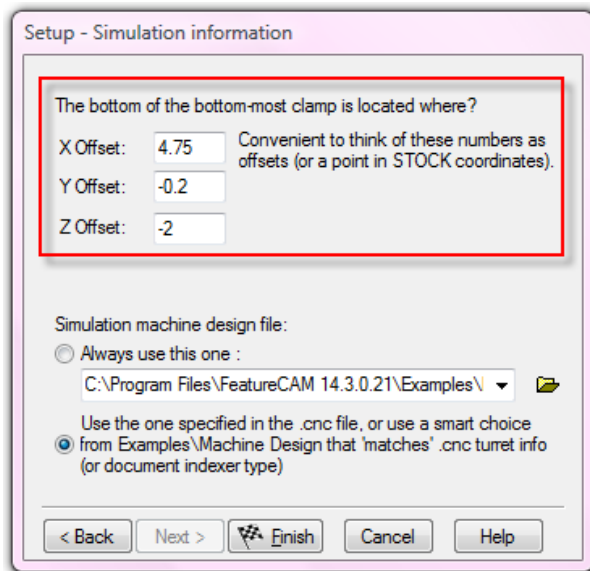 Setup - Simulation information
The bottom of the bottom-most clamp is located where?
X Offset: 4.75
Convenient to think of these numbers as
offsets (or a point in STOCK coordinates).
Y Offset: -0.2
Z Offset: -2
Simulation machine design file:
Always use this one :
C:\Program Files\FeatureCAM 14.3.0.21\Examples\
Use the one specified in the .cnc file, or use a smart choice
from Examples\Machine Design that 'matches' .cnc turret info
(or document indexer type)
< Back Next > Finish Cancel Help